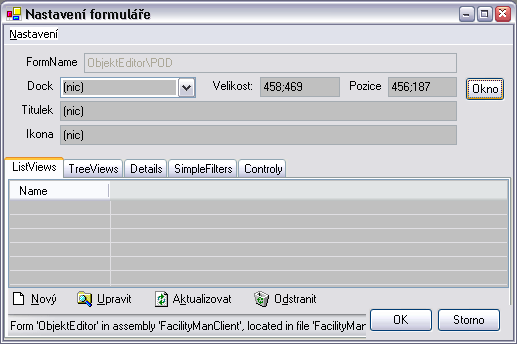 Nastavení formuláře
Nastavení
FormName ObjektEditor\POD
Dock (nic) Velikost: 458;469 Pozice 456;187 Okno
Titulek (nic)
Ikona (nic)
ListViews TreeViews Details SimpleFilters Controly
Name
Nový Upravit Aktualizovat Odstranit
Form 'ObjektEditor' in assembly 'FacilityManClient', located in file 'FacilityMan
OK Storno